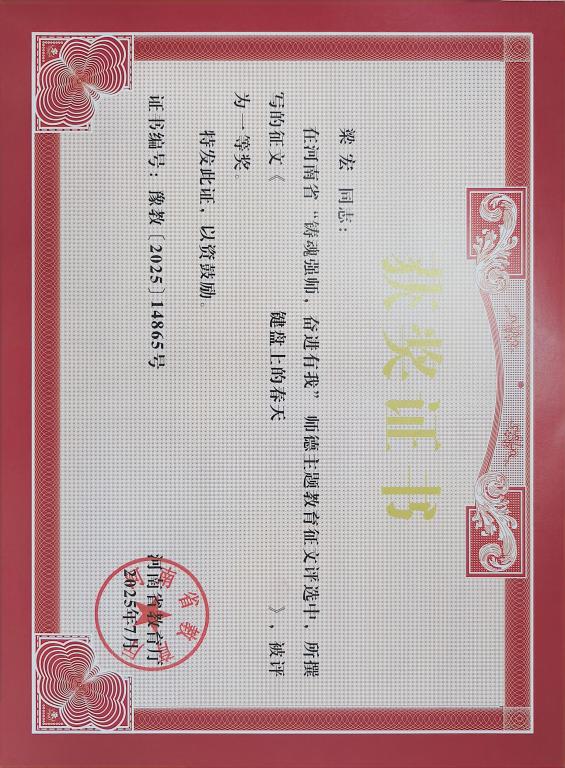 获奖证书
梁宏 同志：
在河南省“铸魂强师，奋进有我”师德主题教育征文评选中，所撰
写的征文《 键盘上的春天 》，被评
为一等奖。
特发此证，以资鼓励。
证书编号：豫教〔2025〕14865号
河南省教育厅
2025年7月